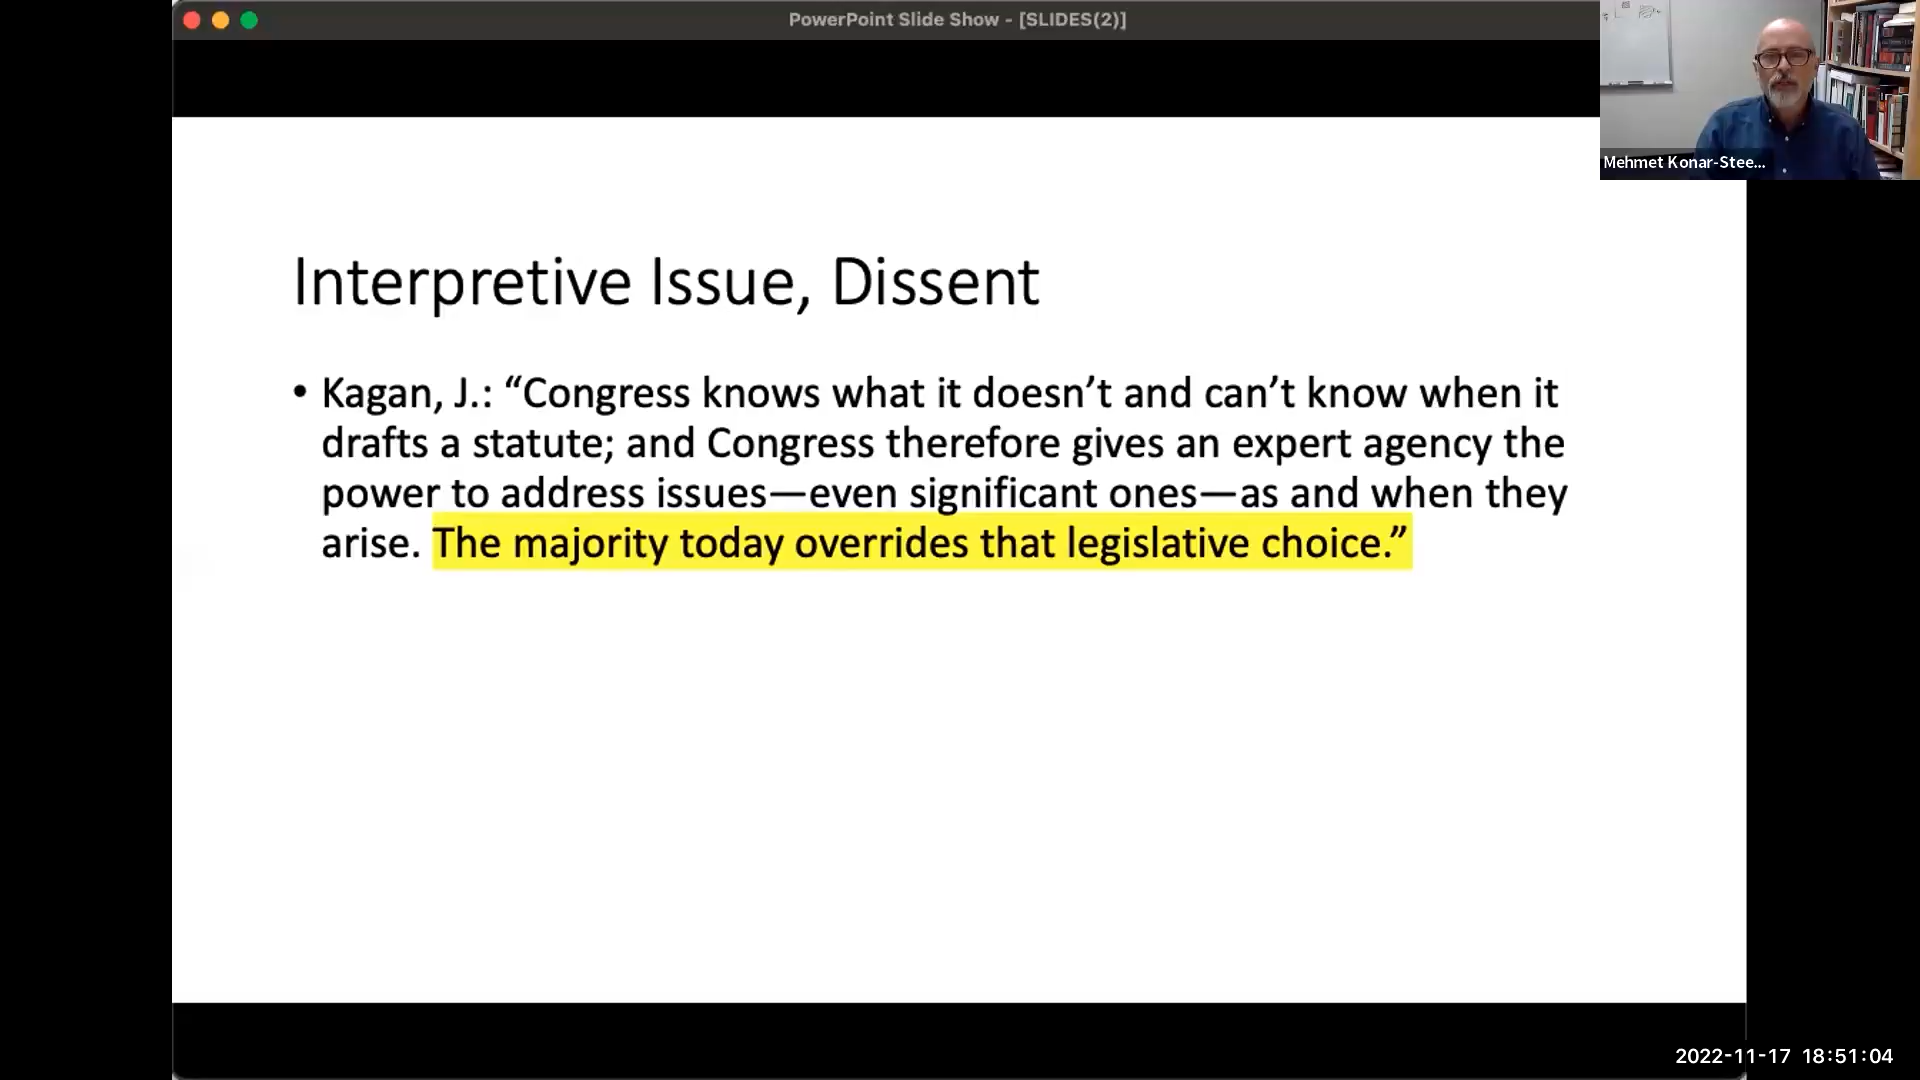 PowerPoint Slide Show - [SLIDES(2)]
Mehmet Konar-Stee...
Interpretive Issue, Dissent
• Kagan, J.: “Congress knows what it doesn’t and can’t know when it
drafts a statute; and Congress therefore gives an expert agency the
power to address issues—even significant ones—as and when they
arise. The majority today overrides that legislative choice.”
2022-11-17 18:51:04